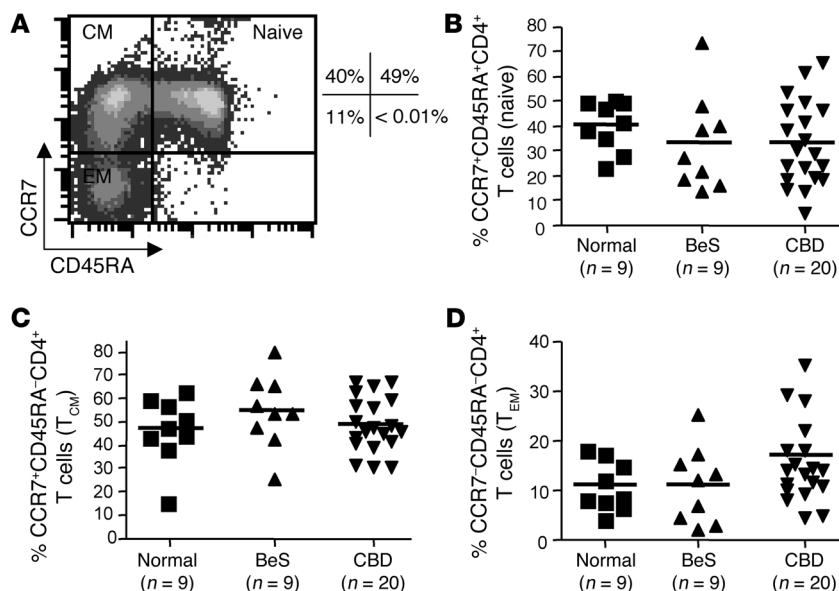 A
CM
Naive
EM
CCR7
CD45RA
40% 49%
11% < 0.01%
B
% CCR7+CD45RA+CD4+
T cells (naive)
80
70
60
50
40
30
20
10
0
Normal
(n = 9)
BeS
(n = 9)
CBD
(n = 20)
C
% CCR7+CD45RA–CD4+
T cells (TCM)
80
70
60
50
40
30
20
10
0
Normal
(n = 9)
BeS
(n = 9)
CBD
(n = 20)
D
% CCR7–CD45RA–CD4+
T cells (TEM)
40
30
20
10
0
Normal
(n = 9)
BeS
(n = 9)
CBD
(n = 20)